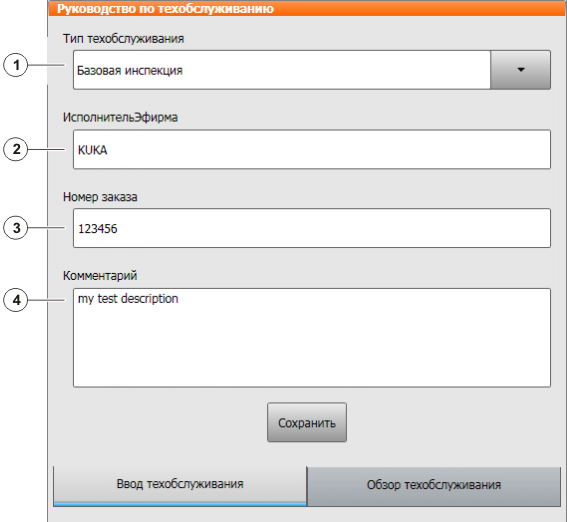 Руководство по техобслуживанию
Тип техобслуживания
1
Базовая инспекция
ИсполнительЭфирма
2
KUKA
Номер заказа
3
123456
Комментарий
4
my test description
Сохранить
Ввод техобслуживания
Обзор техобслуживания